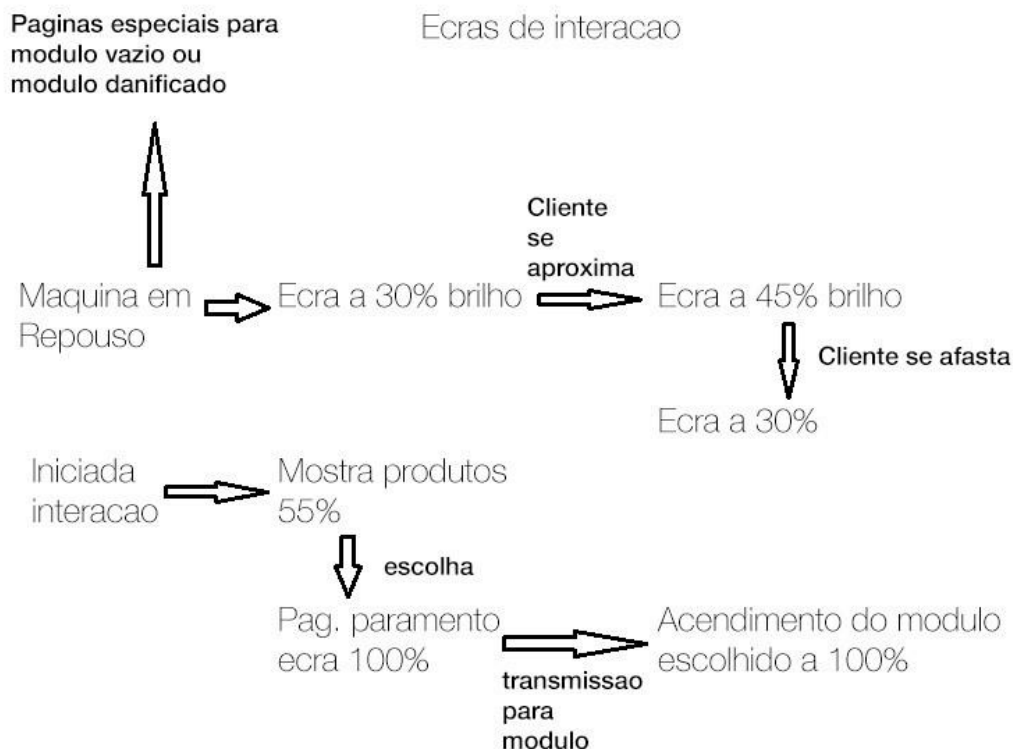 Paginas especiais para
modulo vazio ou
modulo danificado
Ecras de interacao
Cliente
se
aproxima
Maquina em
Repouso
Ecra a 30% brilho
Ecra a 45% brilho
Cliente se afasta
Ecra a 30%
Iniciada
interacao
Mostra produtos
55%
escolha
Pag. paramento
ecra 100%
transmissao
para
modulo
Acendimento do modulo
escolhido a 100%